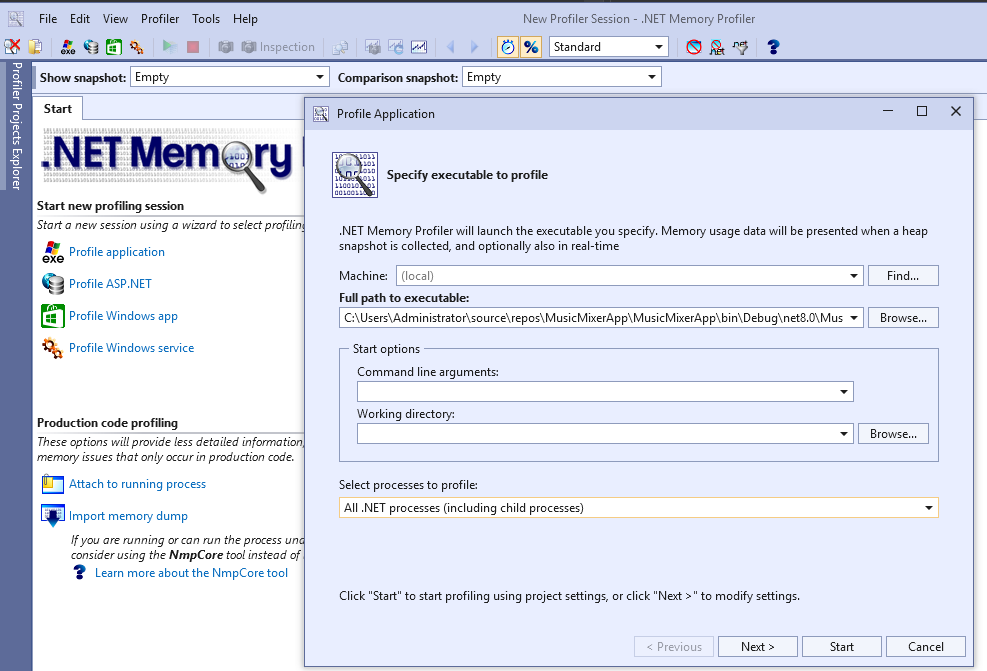 File Edit View Profiler Tools Help
New Profiler Session - .NET Memory Profiler
exe
Inspection
% Standard
.net
?
Show snapshot: Empty Comparison snapshot: Empty
Profiler Projects Explorer
Start
.NET Memory
Start new profiling session
Start a new session using a wizard to select profiling
exe Profile application
Profile ASP.NET
Profile Windows app
Profile Windows service
Production code profiling
These options will provide less detailed information,
memory issues that only occur in production code.
Attach to running process
Import memory dump
If you are running or can run the process
consider using the NmpCore tool instead of
? Learn more about the NmpCore tool
Profile Application
Specify executable to profile
.NET Memory Profiler will launch the executable you specify. Memory usage data will be presented when a heap
snapshot is collected, and optionally also in real-time
Machine: (local) Find...
Full path to executable:
C:\Users\Administrator\source\repos\MusicMixerApp\MusicMixerApp\bin\Debug\net8.0\Mus Browse...
Start options
Command line arguments:
Working directory:
Browse...
Select processes to profile:
All .NET processes (including child processes)
Click "Start" to start profiling using project settings, or click "Next >" to modify settings.
< Previous Next > Start Cancel